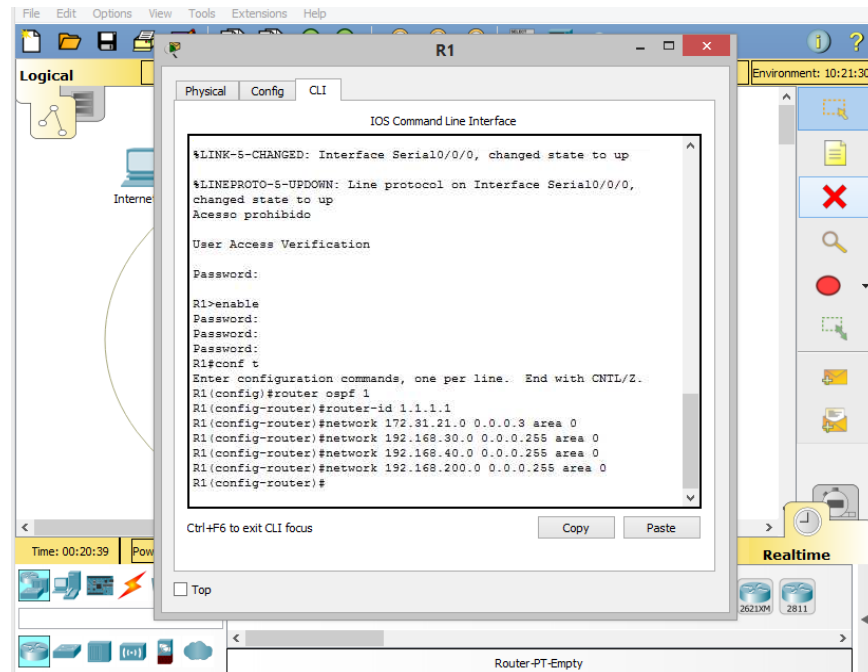 File Edit Options View Tools Extensions Help
R1
Logical
Environment: 10:21:30
Physical Config CLI
IOS Command Line Interface
%LINK-5-CHANGED: Interface Serial0/0/0, changed state to up
%LINEPROTO-5-UPDOWN: Line protocol on Interface Serial0/0/0,
changed state to up
Acesso prohibido
User Access Verification
Password:
R1>enable
Password:
Password:
Password:
R1#conf t
Enter configuration commands, one per line. End with CNTL/Z.
R1(config)#router ospf 1
R1(config-router)#router-id 1.1.1.1
R1(config-router)#network 172.31.21.0 0.0.0.3 area 0
R1(config-router)#network 192.168.30.0 0.0.0.255 area 0
R1(config-router)#network 192.168.40.0 0.0.0.255 area 0
R1(config-router)#network 192.168.200.0 0.0.0.255 area 0
R1(config-router)#
Interne
Ctrl+F6 to exit CLI focus
Copy Paste
Time: 00:20:39 Pow
Realtime
Top
2621XM 2811
Router-PT-Empty